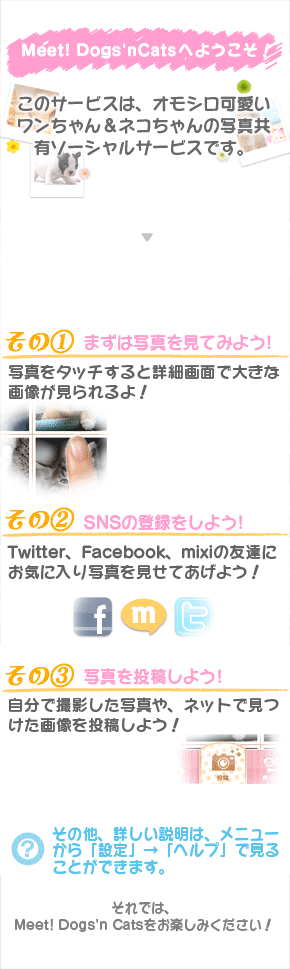 Meet! Dogs'nCatsへようこそ！
このサービスは、オモシロ可愛い
ワンちゃん＆ネコちゃんの写真共
有ソーシャルサービスです。
その① まずは写真を見てみよう！
写真をタッチすると詳細画面で大きな
画像が見られるよ！
その② SNSの登録をしよう！
Twitter、Facebook、mixiの友達に
お気に入り写真を見せてあげよう！
f m t
その③ 写真を投稿しよう！
自分で撮影した写真や、ネットで見つ
けた画像を投稿しよう！
投稿
? その他、詳しい説明は、メニュー
から「設定」→「ヘルプ」で見る
ことができます。
それでは、
Meet! Dogs'n Catsをお楽しみください！